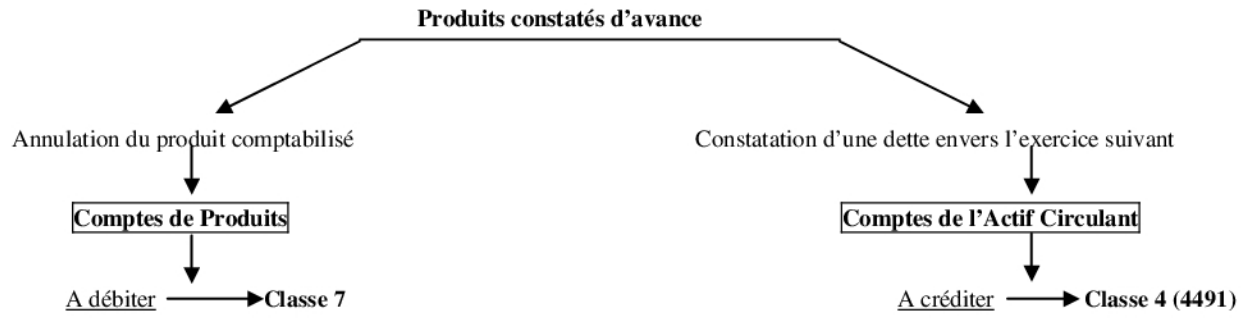 Produits constatés d'avance
Annulation du produit comptabilisé
Constatation d'une dette envers l'exercice suivant
Comptes de Produits
Comptes de l'Actif Circulant
A débiter
Classe 7
A créditer
Classe 4 (4491)